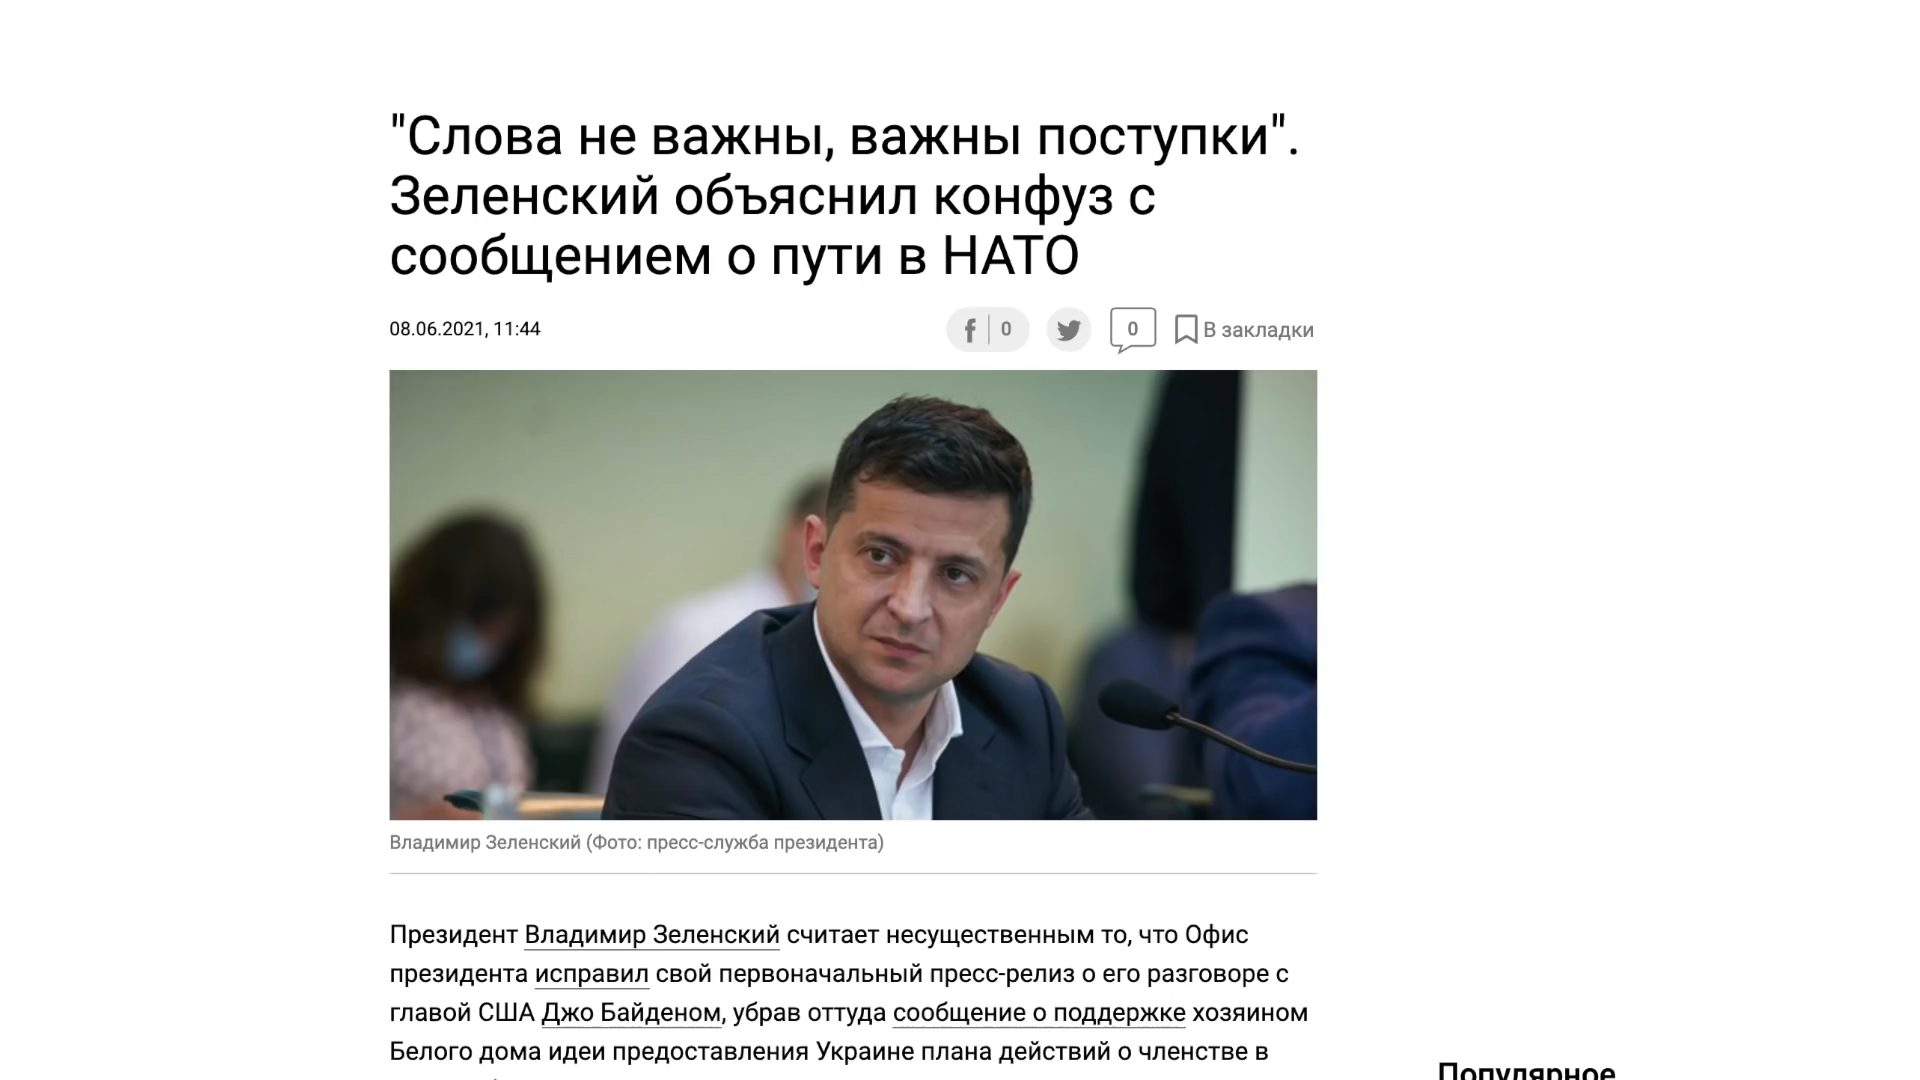 "Слова не важны, важны поступки".
Зеленский объяснил конфуз с
сообщением о пути в НАТО
08.06.2021, 11:44
f 0
0
В закладки
Владимир Зеленский (Фото: пресс-служба президента)
Президент Владимир Зеленский считает несущественным то, что Офис
президента исправил свой первоначальный пресс-релиз о его разговоре с
главой США Джо Байденом, убрав оттуда сообщение о поддержке хозяином
Белого дома идеи предоставления Украине плана действий о членстве в
Популярное